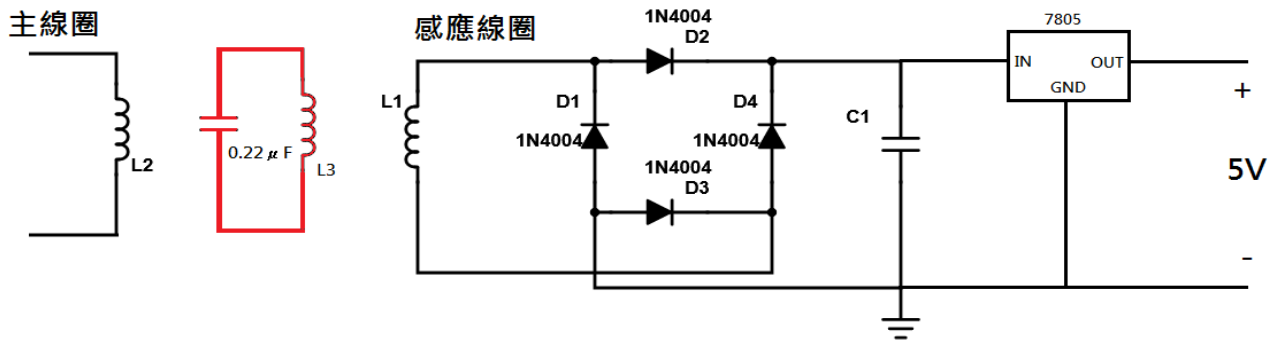 主線圈
L2
0.22 μ F
L3
感應線圈
L1
1N4004
D2
D1
1N4004
D4
1N4004
1N4004
D3
C1
7805
IN
OUT
GND
+
5V
-